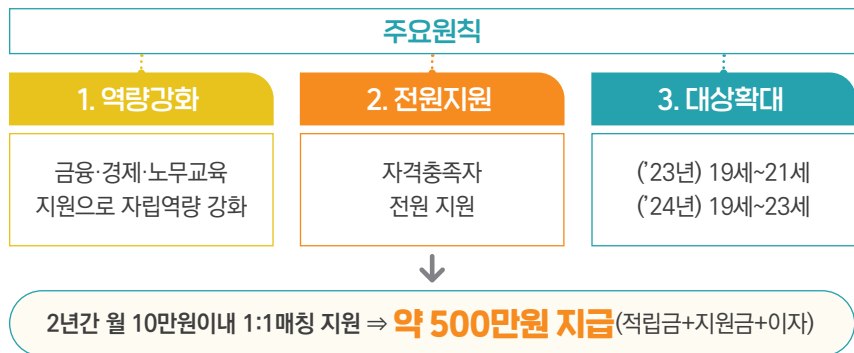 주요원칙
1. 역량강화
금융·경제·노무교육
지원으로 자립역량 강화
2. 전원지원
자격충족자
전원 지원
3. 대상확대
('23년) 19세~21세
('24년) 19세~23세
2년간 월 10만원이내 1:1매칭 지원 ⇒ 약 500만원 지급(적립금+지원금+이자)